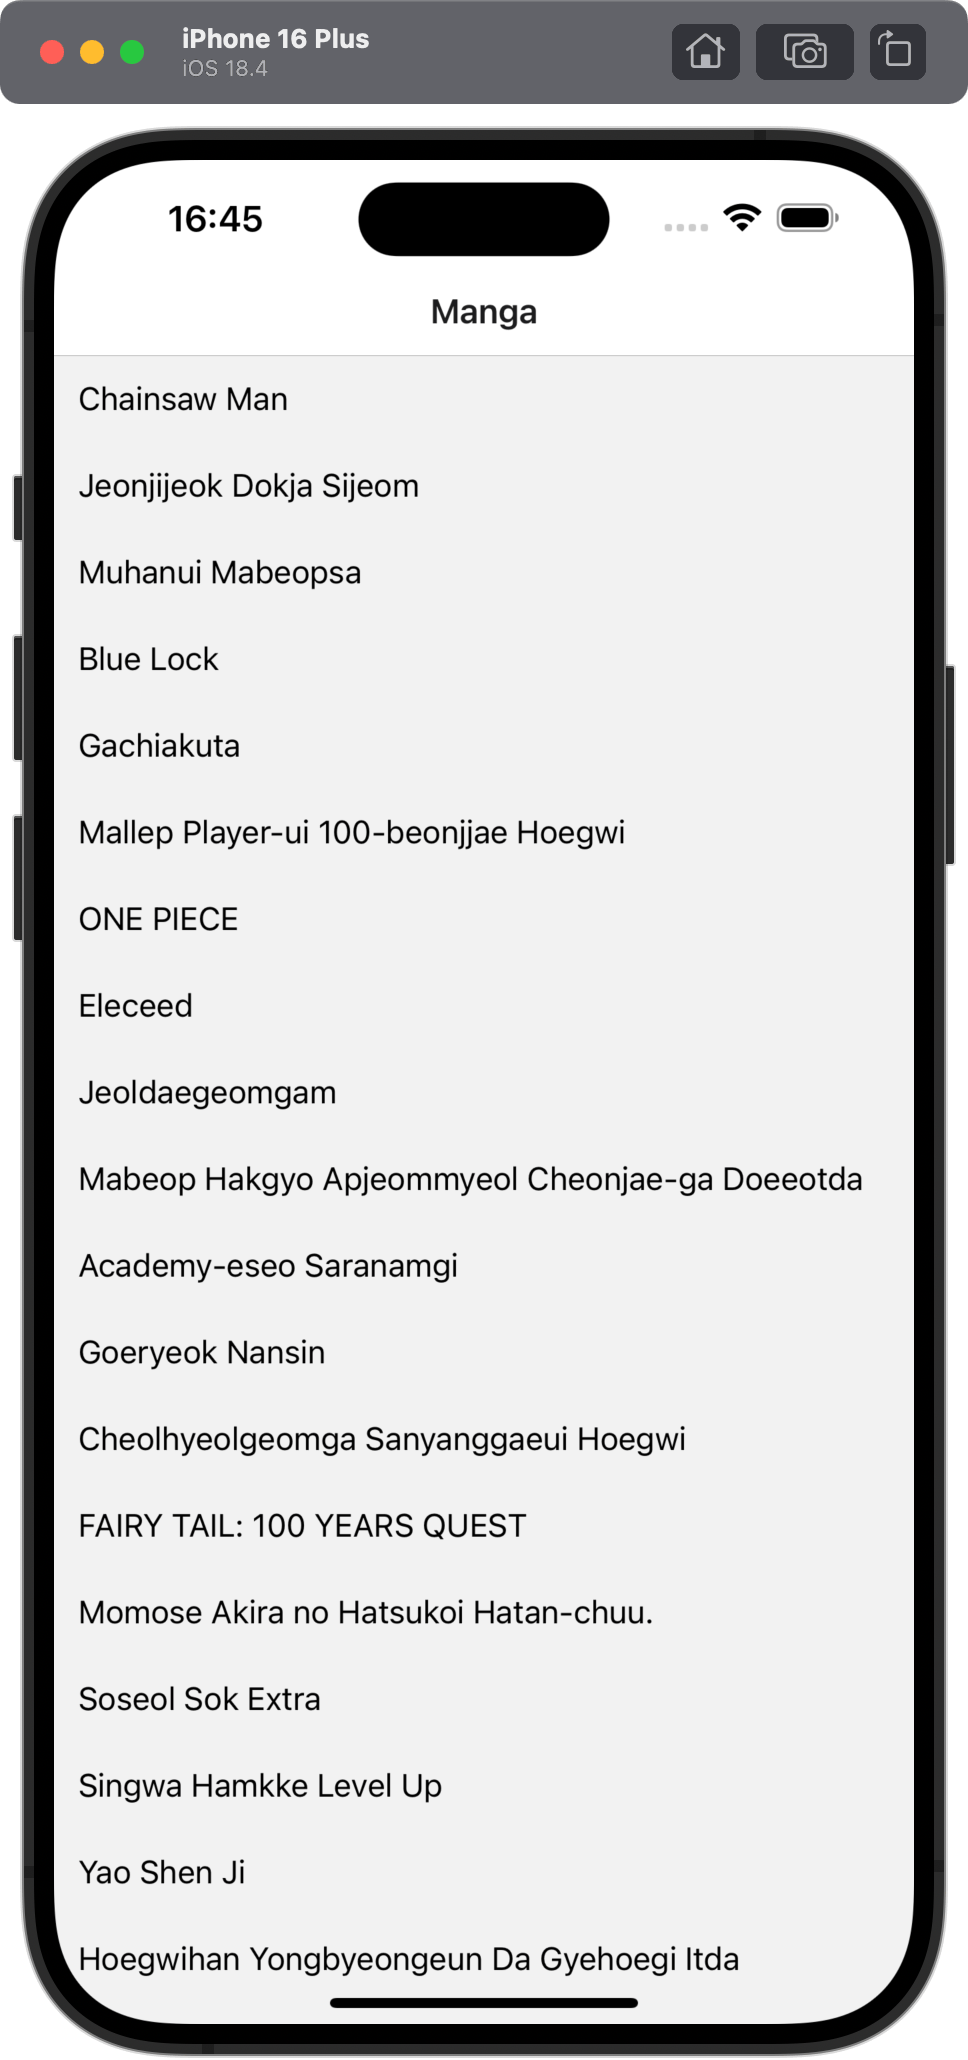 iPhone 16 Plus
iOS 18.4
16:45
Manga
Chainsaw Man
Jeonjijeok Dokja Sijeom
Muhanui Mabeopsa
Blue Lock
Gachiakuta
Mallep Player-ui 100-beonjjae Hoegwi
ONE PIECE
Eleceed
Jeoldaegeomgam
Mabeop Hakgyo Apjeommyeol Cheonjae-ga Doeeotda
Academy-eseo Saranamgi
Goeryeok Nansin
Cheolhyeolgeomga Sanyanggaeui Hoegwi
FAIRY TAIL: 100 YEARS QUEST
Momose Akira no Hatsukoi Hatan-chuu.
Soseol Sok Extra
Singwa Hamkke Level Up
Yao Shen Ji
Hoegwihan Yongbyeongeun Da Gyehoegi Itda